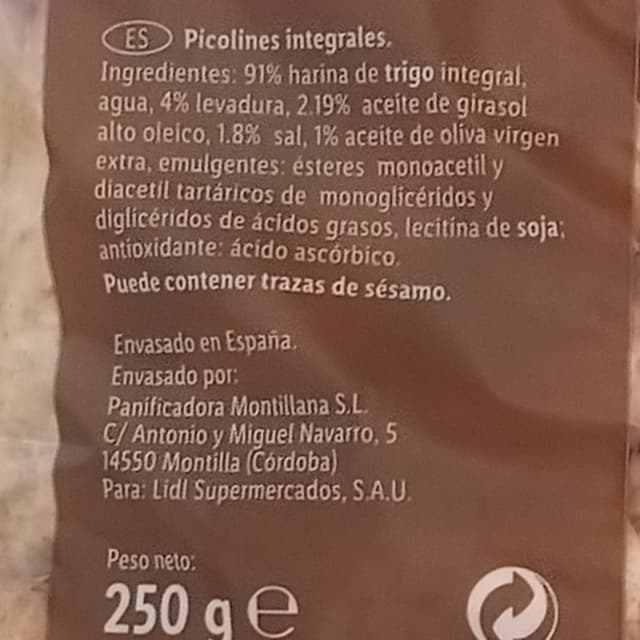 ES Picolines integrales.
Ingredientes: 91% harina de trigo integral,
agua, 4% levadura, 2.19% aceite de girasol
alto oleico, 1.8% sal, 1% aceite de oliva virgen
extra, emulgentes: ésteres monoacetil y
diacetil tartáricos de monoglicéridos y
diglicéridos de ácidos grasos, lecitina de soja;
antioxidante: ácido ascórbico.
Puede contener trazas de sésamo.
Envasado en España.
Envasado por:
Panificadora Montillana S.L.
C/ Antonio y Miguel Navarro, 5
14550 Montilla (Córdoba)
Para: Lidl Supermercados, S.A.U.
Peso neto:
250 g e